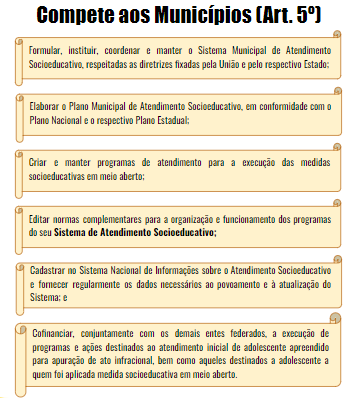 Compete aos Municípios (Art. 5º)
Formular, instituir, coordenar e manter o Sistema Municipal de Atendimento
Socioeducativo, respeitadas as diretrizes fixadas pela União e pelo respectivo Estado;
Elaborar o Plano Municipal de Atendimento Socioeducativo, em conformidade com o
Plano Nacional e o respectivo Plano Estadual;
Criar e manter programas de atendimento para a execução das medidas
socioeducativas em meio aberto;
Editar normas complementares para a organização e funcionamento dos programas
do seu Sistema de Atendimento Socioeducativo;
Cadastrar no Sistema Nacional de Informações sobre o Atendimento Socioeducativo
e fornecer regularmente os dados necessários ao povoamento e à atualização do
Sistema; e
Cofinanciar, conjuntamente com os demais entes federados, a execução de
programas e ações destinados ao atendimento inicial de adolescente apreendido
para apuração de ato infracional, bem como aqueles destinados a adolescente a
quem foi aplicada medida socioeducativa em meio aberto.